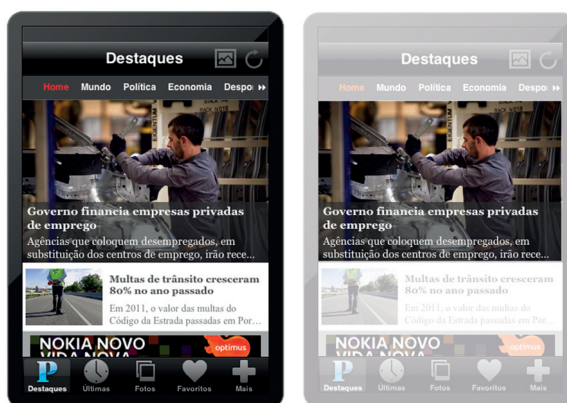 Destaques
Home Mundo Política Economia Despo
Governo financia empresas privadas
de emprego
Agências que coloquem desempregados, em
substituição dos centros de emprego, irão rece...
Multas de trânsito cresceram
80% no ano passado
Em 2011, o valor das multas do
Código da Estrada passadas em Por...
NOKIA NOVO
VIDA NOVA
optimus
P
Destaques Últimas Fotos Favoritos Mais
Destaques
Home Mundo Política Economia Despo
Governo financia empresas privadas
de emprego
Agências que coloquem desempregados, em
substituição dos centros de emprego, irão rece...
Multas de trânsito cresceram
80% no ano passado
Em 2011, o valor das multas do
Código da Estrada passadas em Por...
NOKIA NOVO
VIDA NOVA
optimus
P
Destaques Últimas Fotos Favoritos Mais